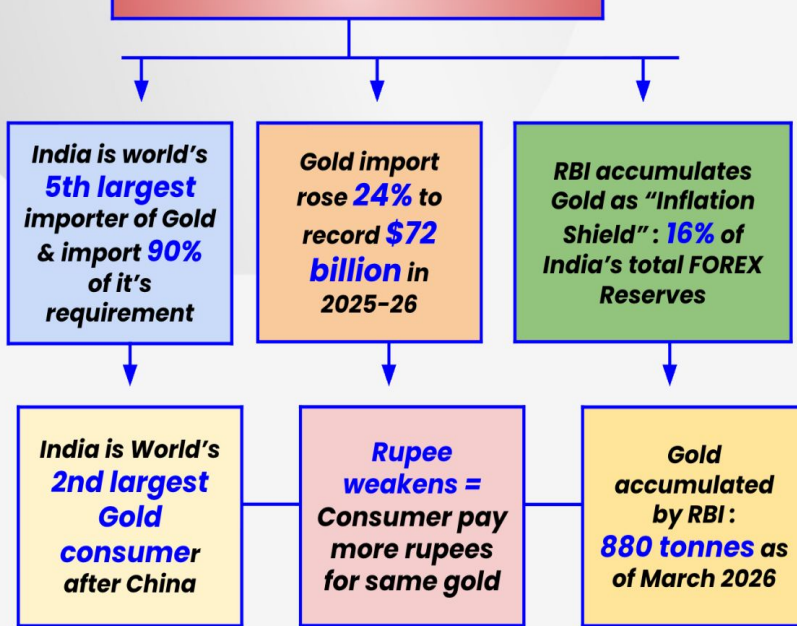 India is world's
5th largest
importer of Gold
& import 90%
of it's
requirement
Gold import
rose 24% to
record $72
billion in
2025-26
RBI accumulates
Gold as “Inflation
Shield” : 16% of
India's total FOREX
Reserves
India is World's
2nd largest
Gold
consumer
after China
Rupee
weakens =
Consumer pay
more rupees
for same gold
Gold
accumulated
by RBI :
880 tonnes as
of March 2026